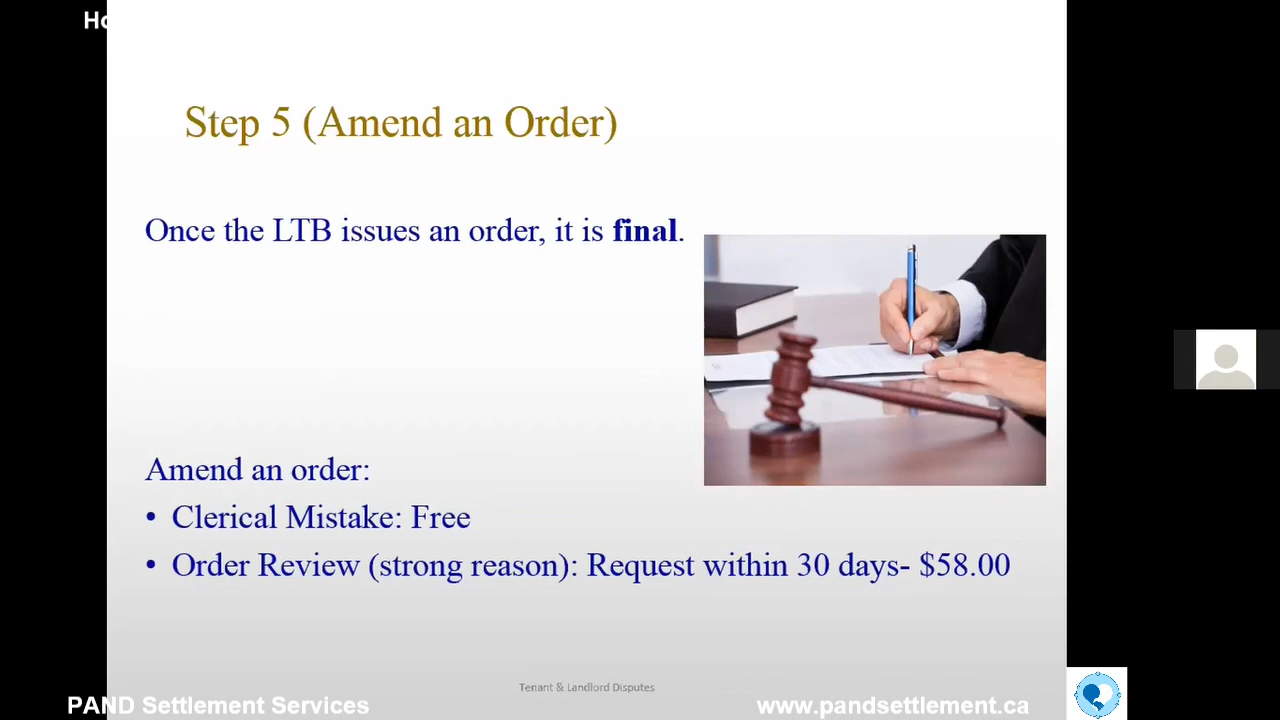 Ho
Step 5 (Amend an Order)
Once the LTB issues an order, it is final.
Amend an order:
• Clerical Mistake: Free
• Order Review (strong reason): Request within 30 days- $58.00
Tenant & Landlord Disputes
PAND Settlement Services
www.pandsettlement.ca